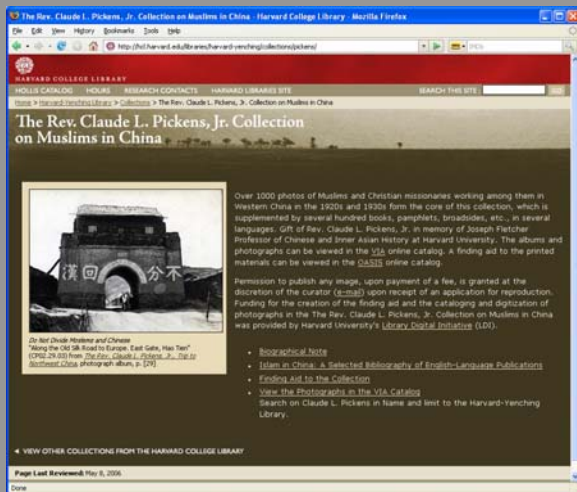 The Rev. Claude L. Pickens, Jr. Collection on Muslims in China - Harvard College Library - Mozilla Firefox
File Edit View History Bookmarks Tools Help
http://hcl.harvard.edu/libraries/harvard-yenching/collections/pickens/
HARVARD COLLEGE LIBRARY
HOLLIS CATALOG HOURS RESEARCH CONTACTS HARVARD LIBRARIES SITE SEARCH THIS SITE: GO
Home > Harvard-Yenching Library > Collections > The Rev. Claude L. Pickens, Jr. Collection on Muslims in China
The Rev. Claude L. Pickens, Jr. Collection
on Muslims in China
漢回 分不
Do Not Divide Moslems and Chinese
"Along the Old Silk Road to Europe. East Gate, Hao Tien"
(CP02.29.03) from The Rev. Claude L. Pickens, Jr., Trip to
Northwest China, photograph album, p. [29].
Over 1000 photos of Muslims and Christian missionaries working among them in
Western China in the 1920s and 1930s form the core of this collection, which is
supplemented by several hundred books, pamphlets, broadsides, etc., in several
languages. Gift of Rev. Claude L. Pickens, Jr. in memory of Joseph Fletcher
Professor of Chinese and Inner Asian History at Harvard University. The albums and
photographs can be viewed in the VIA online catalog. A finding aid to the printed
materials can be viewed in the OASIS online catalog.
Permission to publish any image, upon payment of a fee, is granted at the
discretion of the curator (e-mail) upon receipt of an application for reproduction.
Funding for the creation of the finding aid and the cataloging and digitization of
photographs in the The Rev. Claude L. Pickens, Jr. Collection on Muslims in China
was provided by Harvard University's Library Digital Initiative (LDI).
Biographical Note
Islam in China: A Selected Bibliography of English-Language Publications
Finding Aid to the Collection
View the Photographs in the VIA Catalog
Search on Claude L. Pickens in Name and limit to the Harvard-Yenching
Library.
VIEW OTHER COLLECTIONS FROM THE HARVARD COLLEGE LIBRARY
Page Last Reviewed: May 8, 2006
Done